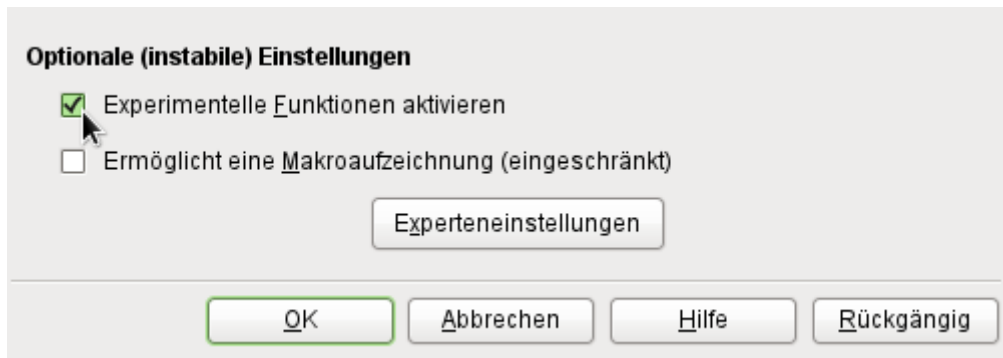 Optionale (instabile) Einstellungen
Experimentelle Funktionen aktivieren
Ermöglicht eine Makroaufzeichnung (eingeschränkt)
Experteneinstellungen
OK Abbrechen Hilfe Rückgängig